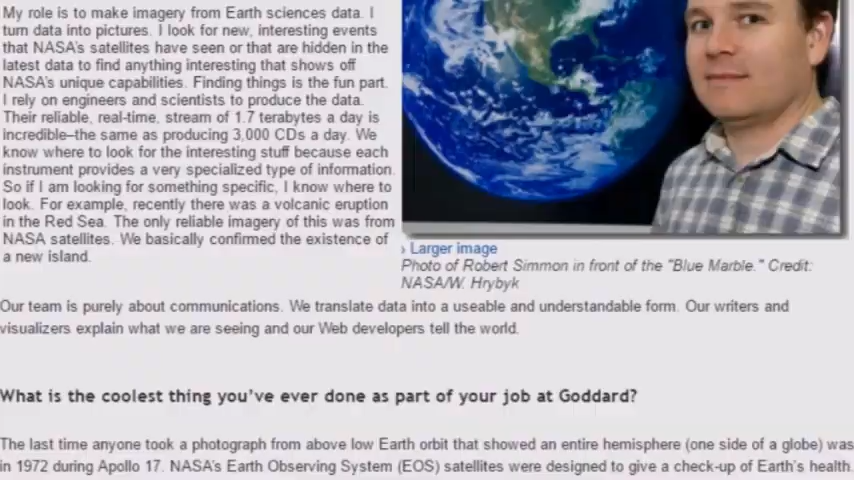 My role is to make imagery from Earth sciences data. I
turn data into pictures. I look for new, interesting events
that NASA's satellites have seen or that are hidden in the
latest data to find anything interesting that shows off
NASA's unique capabilities. Finding things is the fun part.
I rely on engineers and scientists to produce the data.
Their reliable, real-time, stream of 1.7 terabytes a day is
incredible–the same as producing 3,000 CDs a day. We
know where to look for the interesting stuff because each
instrument provides a very specialized type of information.
So if I am looking for something specific, I know where to
look. For example, recently there was a volcanic eruption
in the Red Sea. The only reliable imagery of this was from
NASA satellites. We basically confirmed the existence of
a new island.
› Larger image
Photo of Robert Simmon in front of the "Blue Marble." Credit:
NASA/W. Hrybyk
Our team is purely about communications. We translate data into a useable and understandable form. Our writers and
visualizers explain what we are seeing and our Web developers tell the world.
What is the coolest thing you've ever done as part of your job at Goddard?
The last time anyone took a photograph from above low Earth orbit that showed an entire hemisphere (one side of a globe) was
in 1972 during Apollo 17. NASA's Earth Observing System (EOS) satellites were designed to give a check-up of Earth's health.